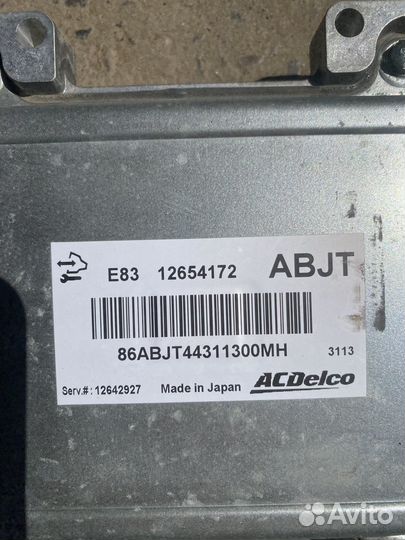 E83 12654172 ABJT
86ABJT44311300MH 3113
Serv.#: 12642927 Made in Japan ACDelco
Avito